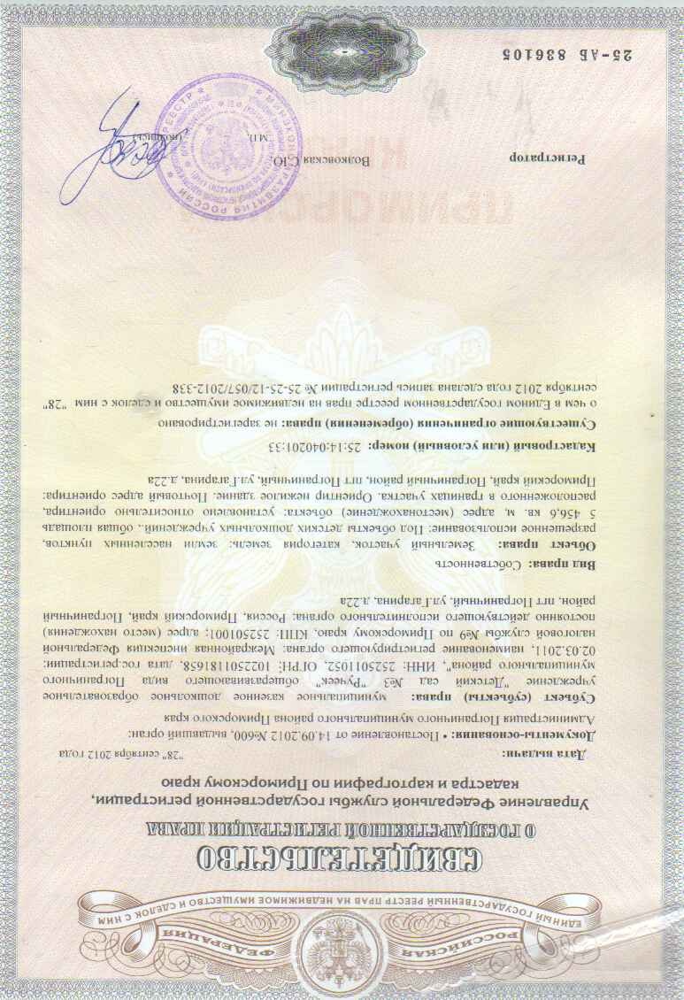 РОССИЙСКАЯ ФЕДЕРАЦИЯ
ЕДИНЫЙ ГОСУДАРСТВЕННЫЙ РЕЕСТР ПРАВ НА НЕДВИЖИМОЕ ИМУЩЕСТВО И СДЕЛОК С НИМ
СВИДЕТЕЛЬСТВО
О ГОСУДАРСТВЕННОЙ РЕГИСТРАЦИИ ПРАВА
Управление Федеральной службы государственной регистрации,
кадастра и картографии по Приморскому краю
Дата выдачи: "28" сентября 2012 года
Документы-основания: • Постановление от 14.09.2012 №600, выдавший орган:
Администрация Пограничного муниципального района Приморского края
Субъект (субъекты) права: муниципальное казенное дошкольное образовательное
учреждение "Детский сад №3 "Ручеек" общеразвивающего вида Пограничного
муниципального района", ИНН: 2525011052, ОГРН: 1022501181658, дата гос.регистрации:
02.03.2011, наименование регистрирующего органа: Межрайонная инспекция Федеральной
налоговой службы №9 по Приморскому краю, КПП: 252501001; адрес (место нахождения)
постоянно действующего исполнительного органа: Россия, Приморский край, Пограничный
район, пгт Пограничный, ул.Гагарина, д.22а
Вид права: Собственность
Объект права: Земельный участок, категория земель: земли населенных пунктов,
разрешенное использование: Под объекты детских дошкольных учреждений., общая площадь
5 456,6 кв. м, адрес (местонахождение) объекта: установлено относительно ориентира,
расположенного в границах участка. Ориентир нежилое здание. Почтовый адрес ориентира:
Приморский край, Пограничный район, пгт Пограничный, ул.Гагарина, д.22а
Кадастровый (или условный) номер: 25:14:040201:33
Существующие ограничения (обременения) права: не зарегистрировано
о чем в Едином государственном реестре прав на недвижимое имущество и сделок с ним "28"
сентября 2012 года сделана запись регистрации № 25-25-12/057/2012-338
Регистратор Волковская С.Ю. М.П. (подпись)
25-АБ 836105